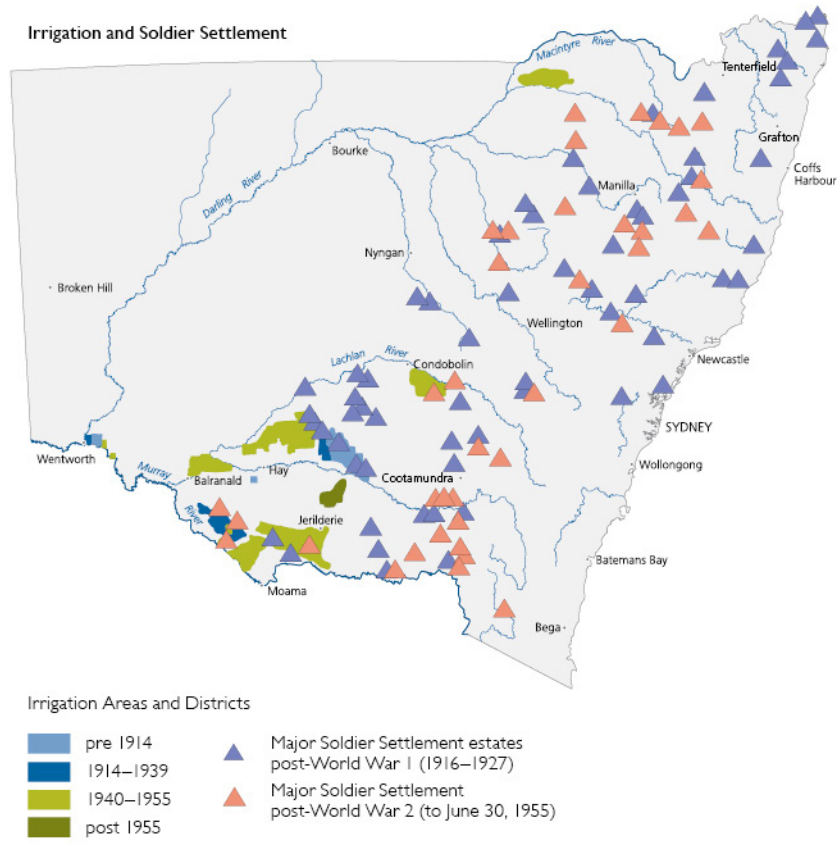 Irrigation and Soldier Settlement
Macintyre River
Tenterfield
Grafton
Coffs
Harbour
Bourke
Darling River
Manilla
Nyngan
Broken Hill
Wellington
Newcastle
Lachlan River
Condobolin
SYDNEY
Wollongong
Wentworth
Murray
River
Balranald
Hay
Cootamundra
Jerilderie
Batemans Bay
Moama
Bega
Irrigation Areas and Districts
pre 1914
1914–1939
1940–1955
post 1955
Major Soldier Settlement estates
post-World War 1 (1916–1927)
Major Soldier Settlement
post-World War 2 (to June 30, 1955)